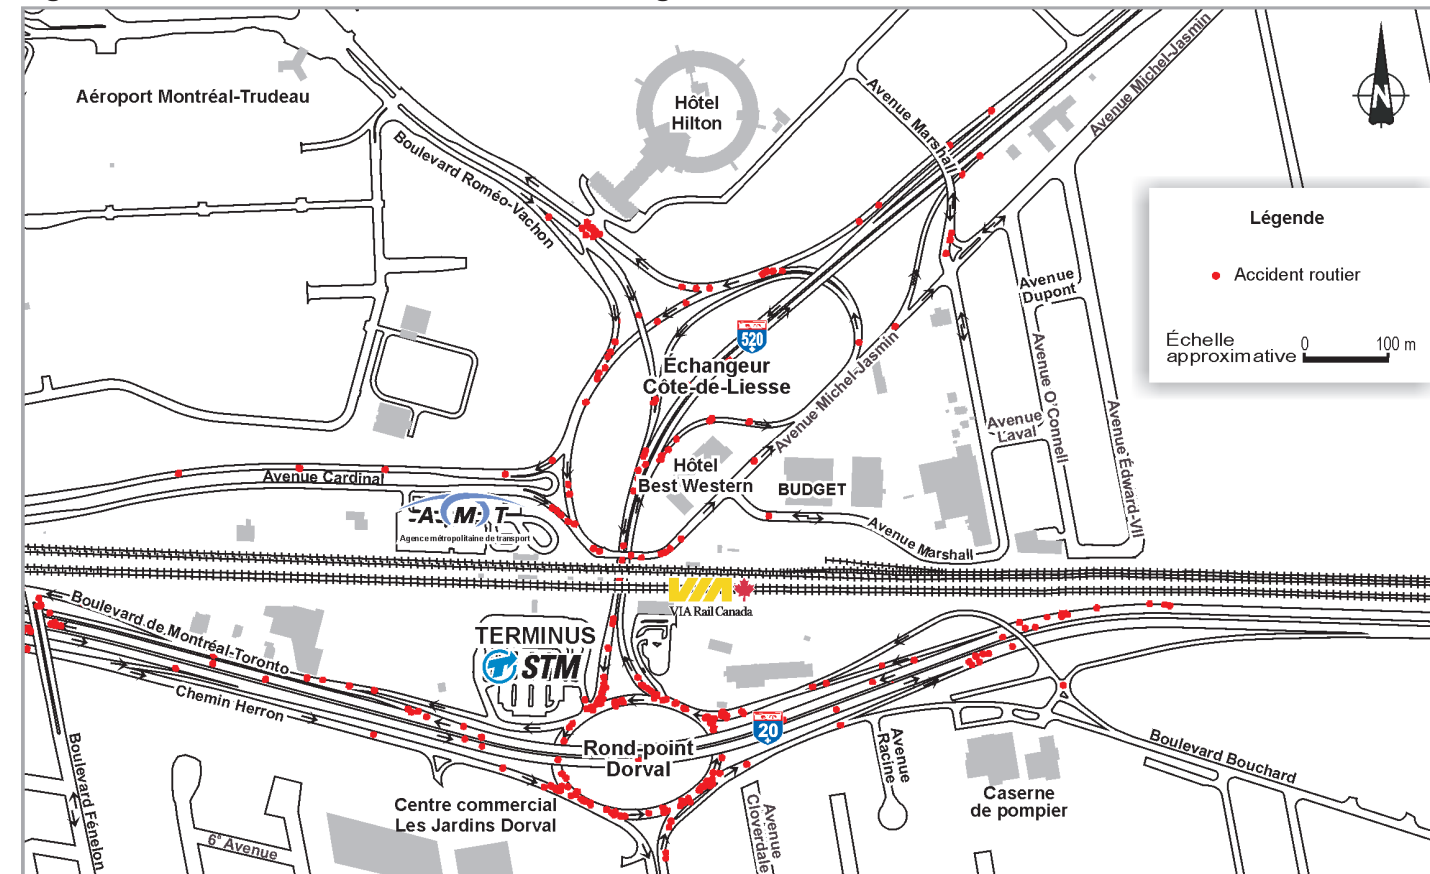 Aéroport Montréal-Trudeau
Hôtel
Hilton
Avenue Marshall
Avenue Michel-Jasmin
N
Boulevard Roméo-Vachon
Légende
Accident routier
Échelle
approximative
0
100 m
Avenue
Dupont
520
Échangeur
Côte-de-Liesse
Avenue Michel-Jasmin
Avenue O'Connell
Avenue
Laval
Avenue Édward-VII
Hôtel
Best Western
BUDGET
Avenue Cardinal
AMT
Agence métropolitaine de transport
Avenue Marshall
VIA
VIA Rail Canada
Boulevard de Montréal-Toronto
TERMINUS
STM
Chemin Herron
20
Rond-point
Dorval
Boulevard Fénelon
Avenue
Racine
Boulevard Bouchard
Caserne
de pompier
Centre commercial
Les Jardins Dorval
Avenue
Cloverdale
6e Avenue